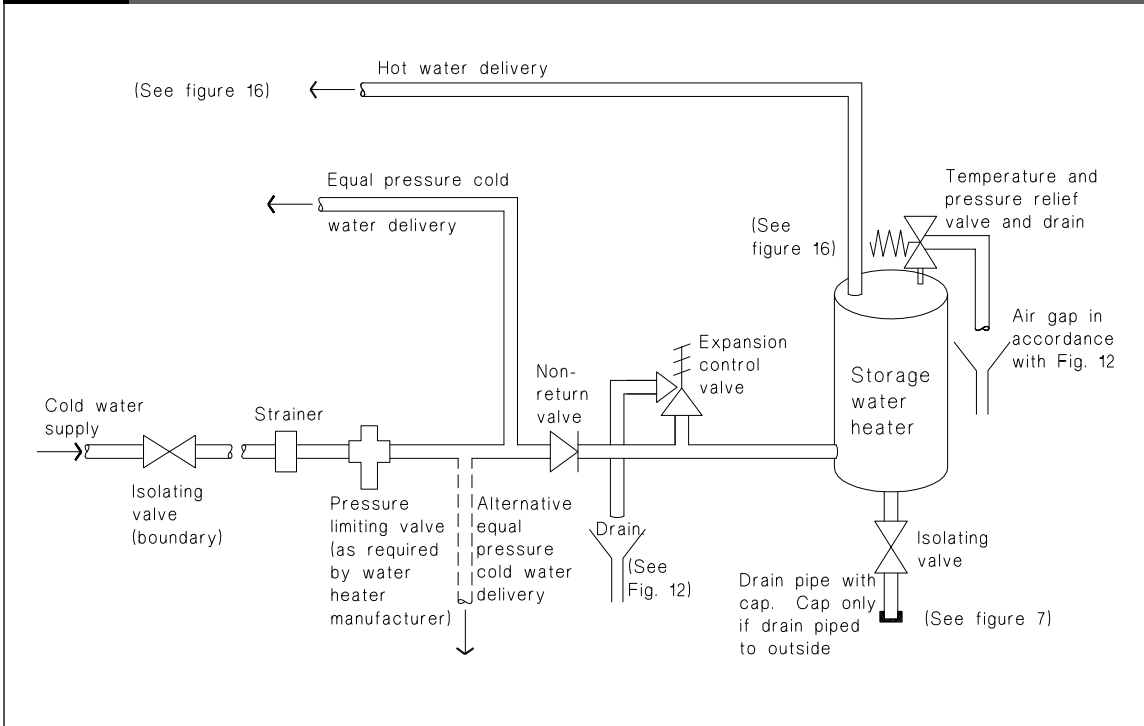 Hot water delivery
(See figure 16)
Equal pressure cold
water delivery
Temperature and
pressure relief
valve and drain
(See
figure 16)
Air gap in
accordance
with Fig. 12
Expansion
control
valve
Non-
return
valve
Storage
water
heater
Cold water
supply
Strainer
Isolating
valve
(boundary)
Pressure
limiting valve
(as required
by water
heater
manufacturer)
Alternative
equal
pressure
cold water
delivery
Drain
(See
Fig. 12)
Isolating
valve
Drain pipe with
cap. Cap only
if drain piped
to outside
(See figure 7)